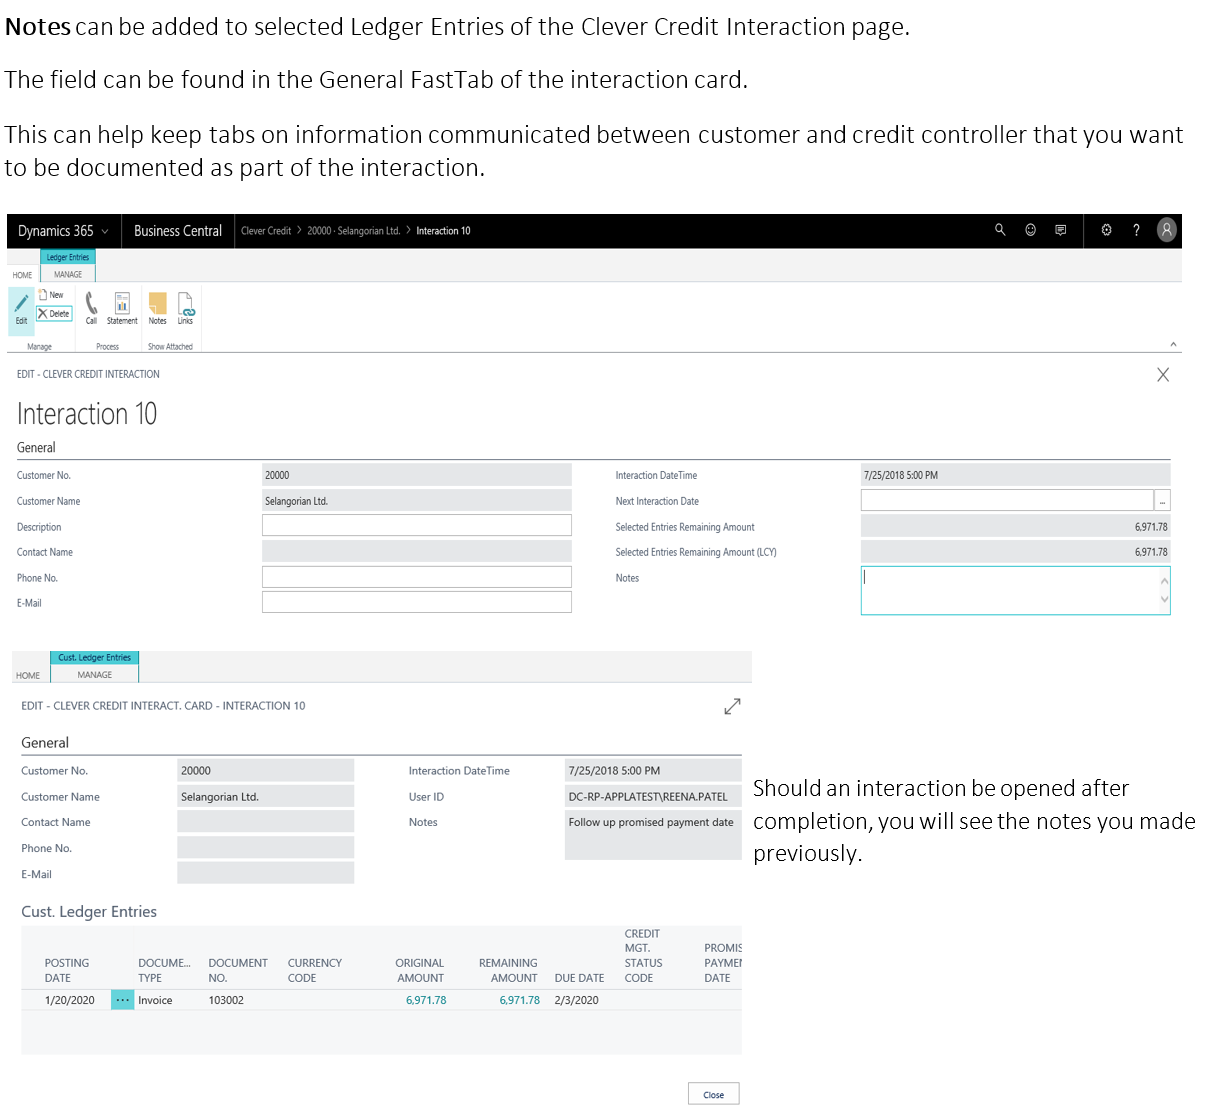 Notes can be added to selected Ledger Entries of the Clever Credit Interaction page.
The field can be found in the General FastTab of the interaction card.
This can help keep tabs on information communicated between customer and credit controller that you want
to be documented as part of the interaction.
Dynamics 365 Business Central Clever Credit > 20000 · Selangorian Ltd. > Interaction 10 ?
Ledger Entries
HOME MANAGE
Edit New Delete Call Statement Notes Links
Manage Process Show Attached
EDIT - CLEVER CREDIT INTERACTION
Interaction 10
General
Customer No. 20000 Interaction DateTime 7/25/2018 5:00 PM
Customer Name Selangorian Ltd. Next Interaction Date ...
Description Selected Entries Remaining Amount 6,971.78
Contact Name Selected Entries Remaining Amount (LCY) 6,971.78
Phone No. Notes
E-Mail
Cust. Ledger Entries
HOME MANAGE
EDIT - CLEVER CREDIT INTERACT. CARD - INTERACTION 10
General
Customer No. 20000 Interaction DateTime 7/25/2018 5:00 PM
Customer Name Selangorian Ltd. User ID DC-RP-APPLATEST\REENA.PATEL
Contact Name Notes Follow up promised payment date
Phone No.
E-Mail
Should an interaction be opened after
completion, you will see the notes you made
previously.
Cust. Ledger Entries
POSTING DATE DOCUME... TYPE DOCUMENT NO. CURRENCY CODE ORIGINAL AMOUNT REMAINING AMOUNT DUE DATE CREDIT MGT. STATUS CODE PROMIS PAYMEN DATE
1/20/2020 ... Invoice 103002 6,971.78 6,971.78 2/3/2020
Close